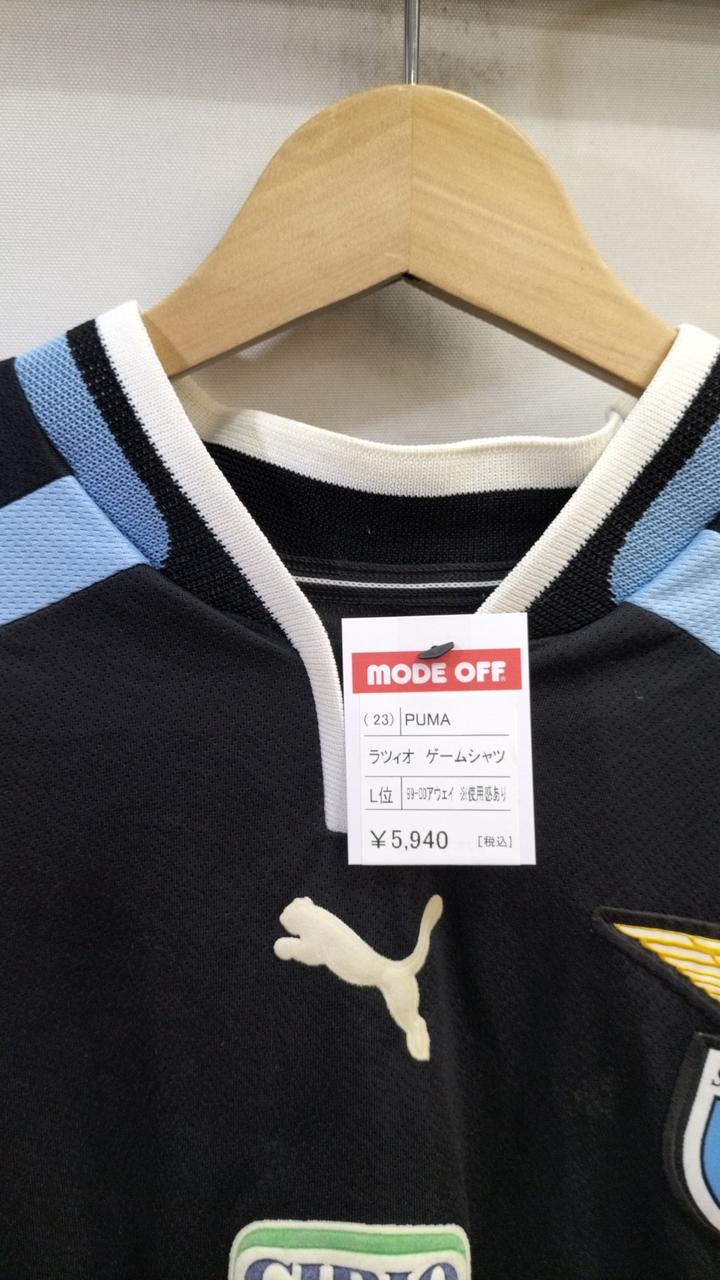 MODE OFF
(23) PUMA
ラツィオ ゲームシャツ
L位 99-00アウェイ ※使用感あり
¥5,940 [税込]
CIRIO